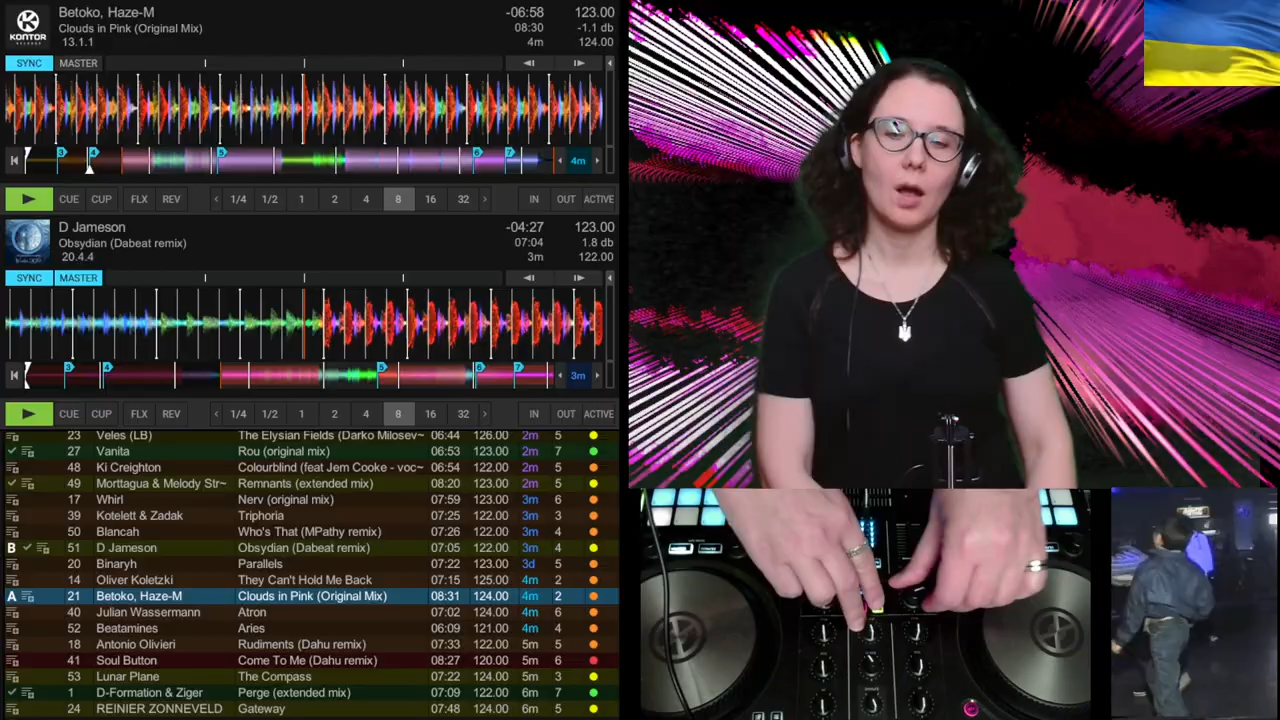 KONTOR
RECORDS
Betoko, Haze-M
-06:58
123.00
Clouds in Pink (Original Mix)
08:30
-1.1 db
13.1.1
4m
124.00
SYNC MASTER
3 4 5 6 7
4m
CUE CUP FLX REV 1/4 1/2 1 2 4 8 16 32 IN OUT ACTIVE
D Jameson
-04:27
123.00
Obsydian (Dabeat remix)
07:04
1.8 db
20.4.4
3m
122.00
SYNC MASTER
3 4 5 6 7
3m
CUE CUP FLX REV 1/4 1/2 1 2 4 8 16 32 IN OUT ACTIVE
23 Veles (LB) The Elysian Fields (Darko Milosev~ 06:44 126.00 2m 5
27 Vanita Rou (original mix) 06:53 123.00 2m 7
48 Ki Creighton Colourblind (feat Jem Cooke - voc~ 06:54 122.00 2m 5
49 Morttagua & Melody Str~ Remnants (extended mix) 08:20 123.00 2m 5
17 Whirl Nerv (original mix) 07:59 123.00 3m 6
39 Kotelett & Zadak Triphoria 07:25 122.00 3m 3
50 Blancah Who's That (MPathy remix) 07:26 122.00 3m 4
B 51 D Jameson Obsydian (Dabeat remix) 07:05 122.00 3m 4
20 Binaryh Parallels 07:22 123.00 3d 5
14 Oliver Koletzki They Can't Hold Me Back 07:15 125.00 4m 2
A 21 Betoko, Haze-M Clouds in Pink (Original Mix) 08:31 124.00 4m 2
40 Julian Wassermann Atron 07:02 124.00 4m 6
52 Beatamines Aries 06:09 121.00 4m 4
18 Antonio Olivieri Rudiments (Dahu remix) 07:33 122.00 5m 5
41 Soul Button Come To Me (Dahu remix) 08:27 120.00 5m 6
53 Lunar Plane The Compass 07:22 124.00 5m 3
1 D-Formation & Ziger Perge (extended mix) 07:09 122.00 6m 7
24 REINIER ZONNEVELD Gateway 07:48 124.00 6m 5